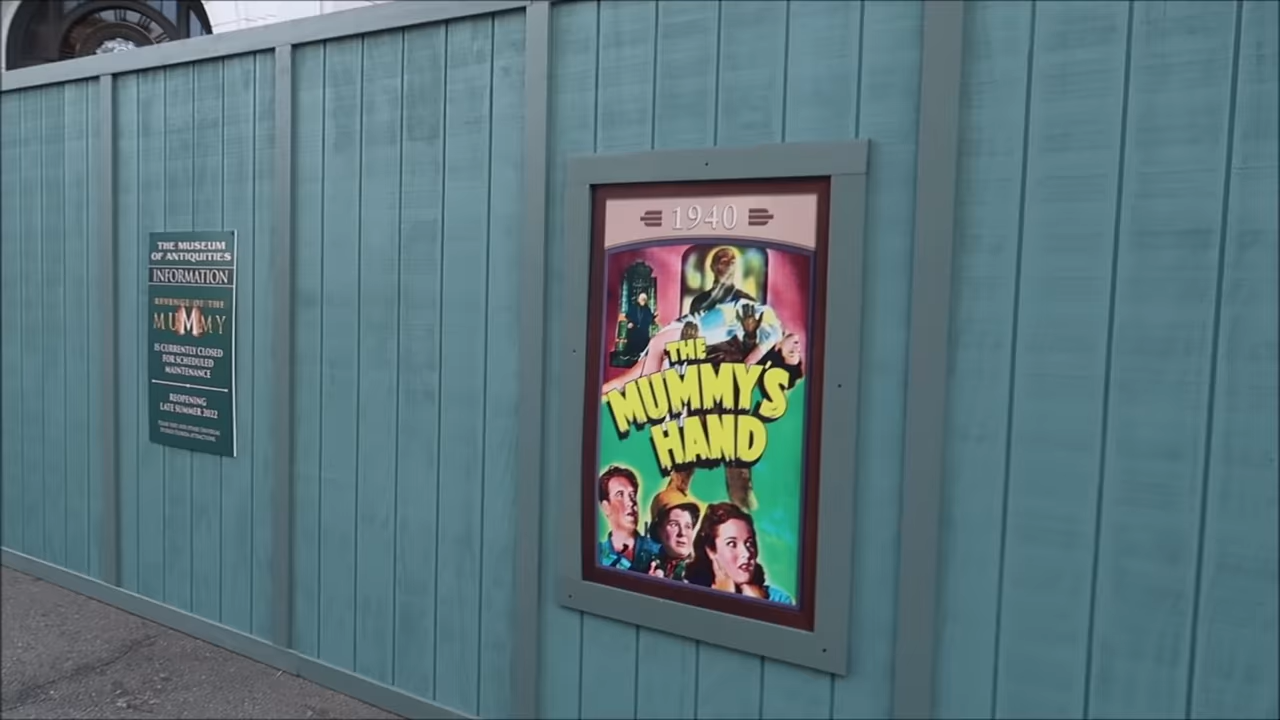 THE MUSEUM
OF ANTIQUITIES
INFORMATION
REVENGE OF THE
MUMMY
IS CURRENTLY CLOSED
FOR SCHEDULED
MAINTENANCE
REOPENING
LATE SUMMER 2022
1940
THE
MUMMY'S
HAND